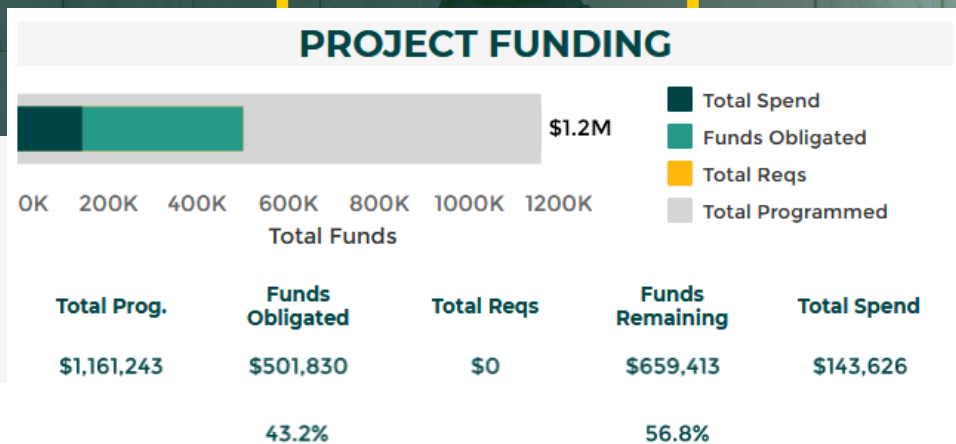 PROJECT FUNDING
$1.2M
Total Spend
Funds Obligated
Total Reqs
Total Programmed
0K 200K 400K 600K 800K 1000K 1200K
Total Funds
Total Prog.
Funds
Obligated
Total Reqs
Funds
Remaining
Total Spend
$1,161,243 $501,830 $0 $659,413 $143,626
43.2% 56.8%